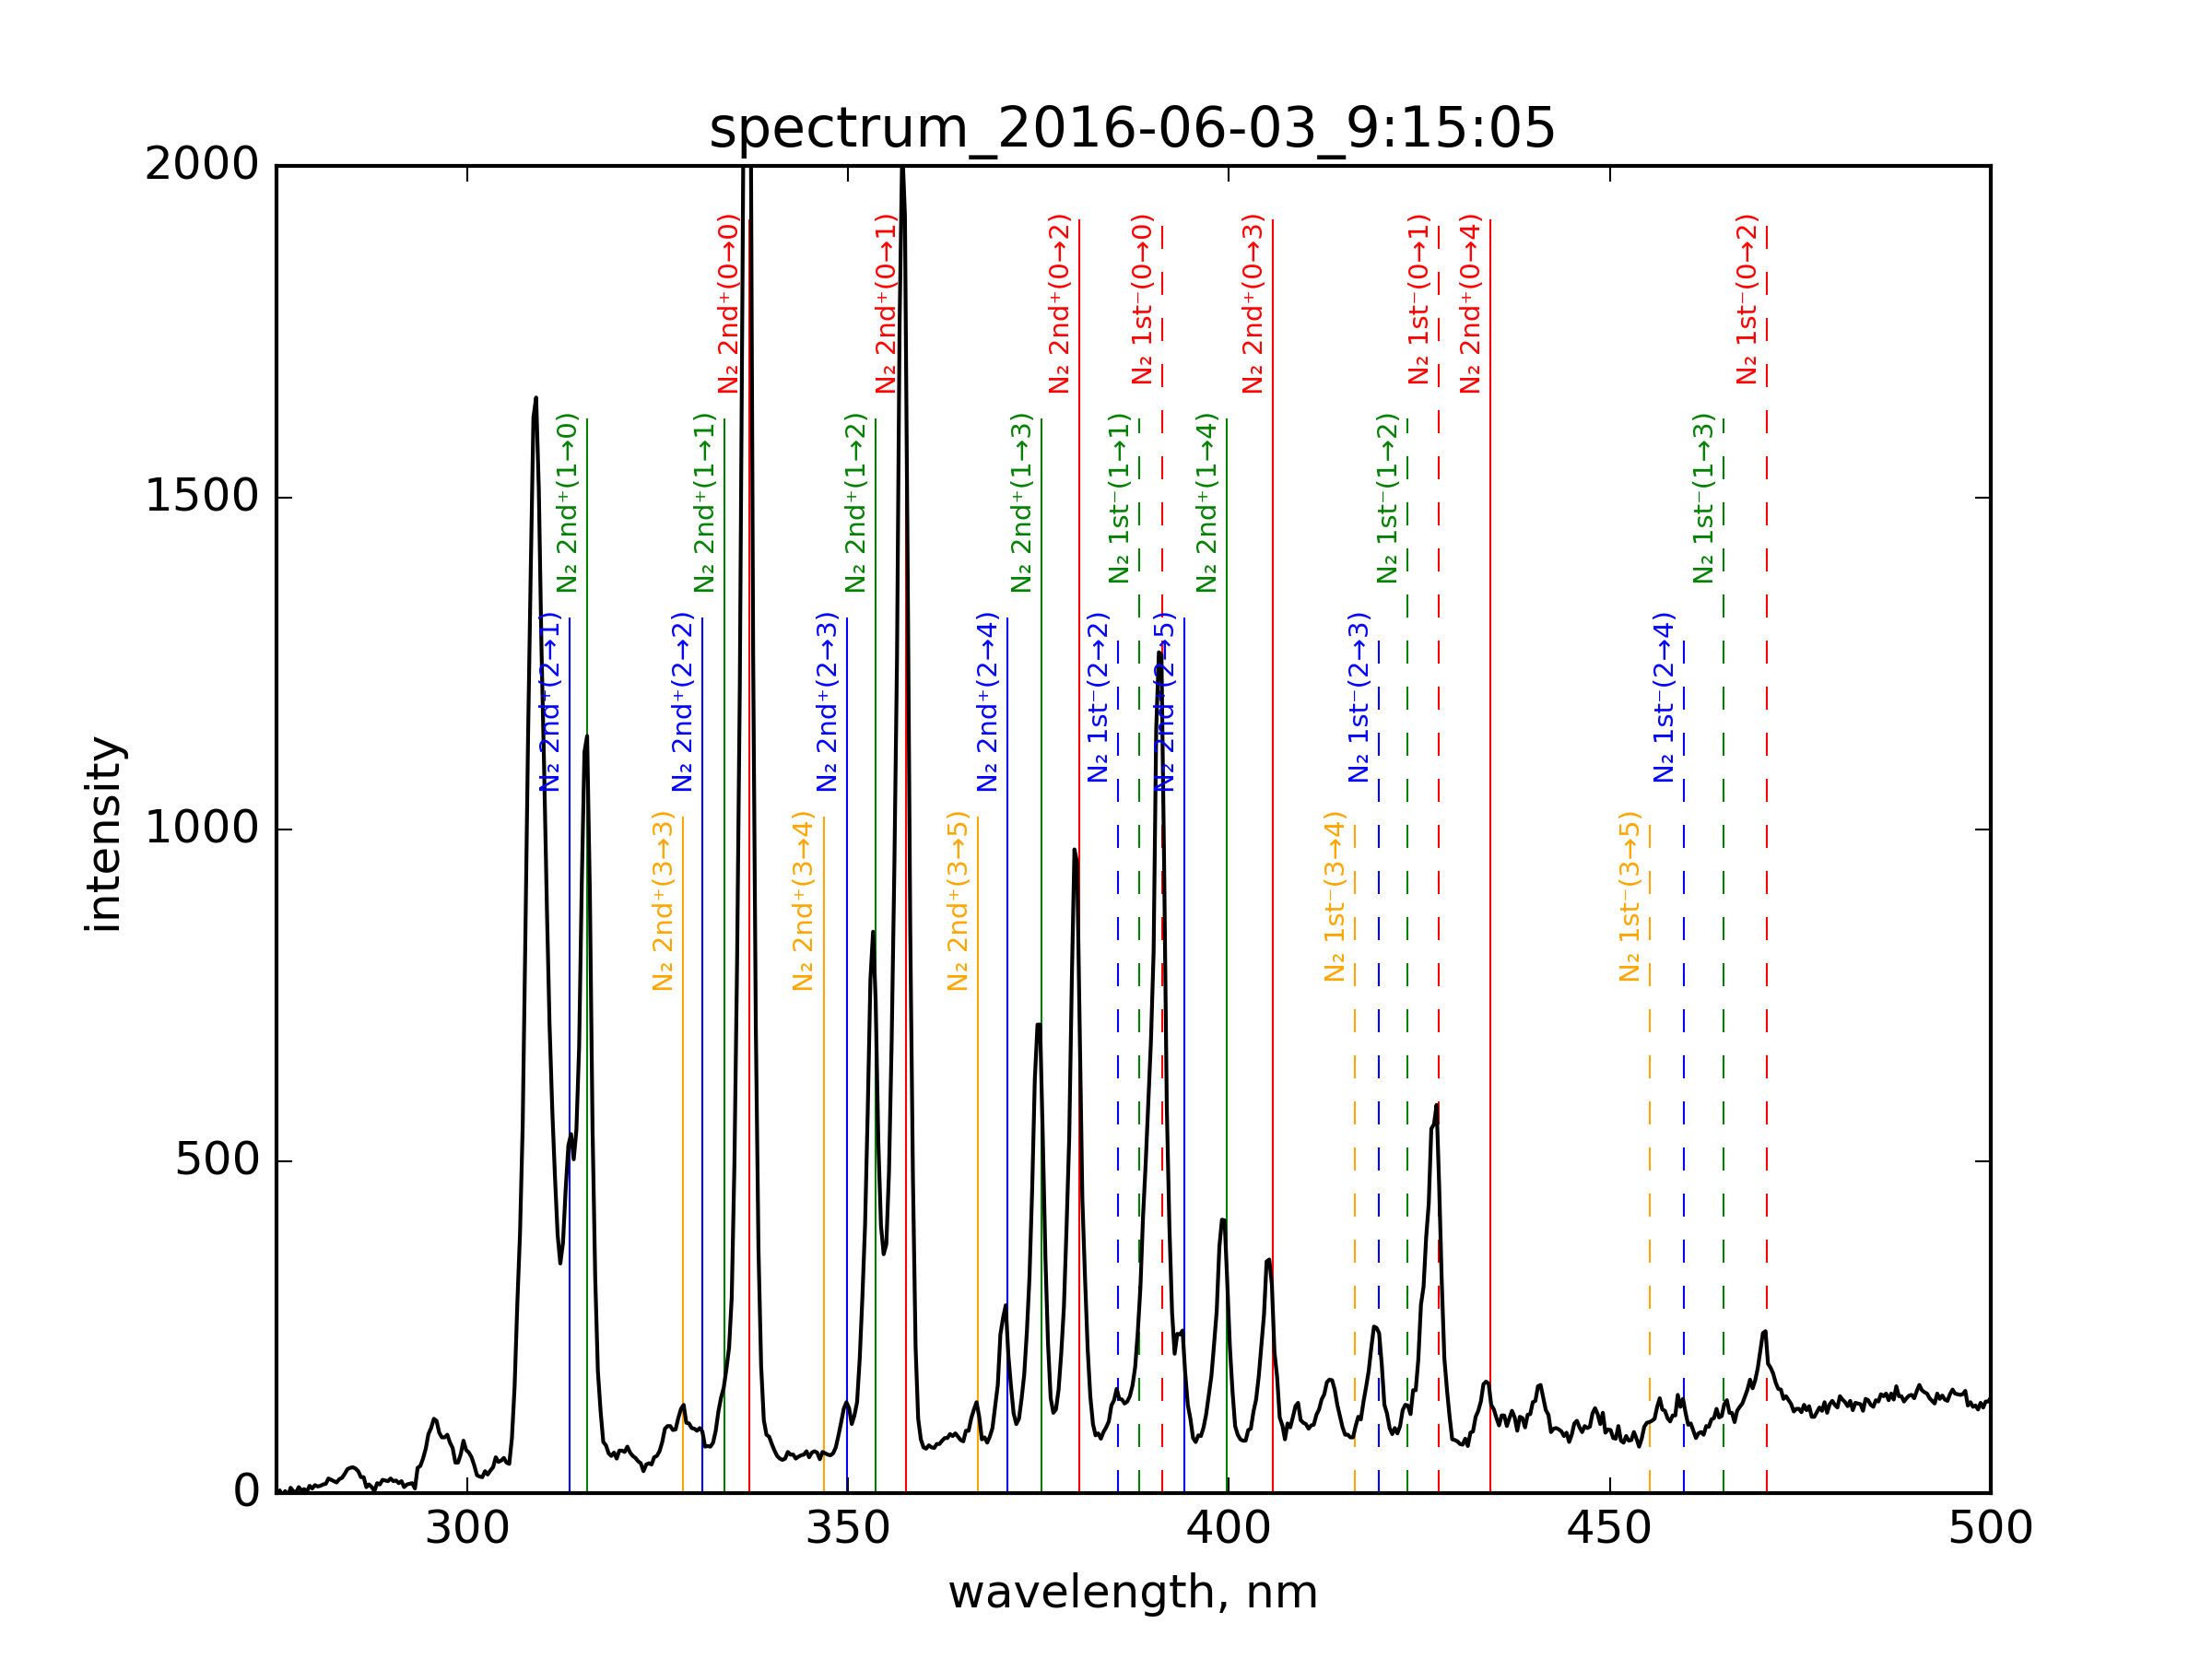 spectrum_2016-06-03_9:15:05
intensity
2000
1500
1000
500
0
N₂ 2nd⁺(0→0)
N₂ 2nd⁺(0→1)
N₂ 2nd⁺(0→2)
N₂ 1st⁻(0→0)
N₂ 2nd⁺(0→3)
N₂ 1st⁻(0→1)
N₂ 2nd⁺(0→4)
N₂ 1st⁻(0→2)
N₂ 2nd⁺(1→0)
N₂ 2nd⁺(1→1)
N₂ 2nd⁺(1→2)
N₂ 2nd⁺(1→3)
N₂ 1st⁻(1→1)
N₂ 2nd⁺(1→4)
N₂ 1st⁻(1→2)
N₂ 1st⁻(1→3)
N₂ 2nd⁺(2→1)
N₂ 2nd⁺(2→2)
N₂ 2nd⁺(2→3)
N₂ 2nd⁺(2→4)
N₂ 1st⁻(2→2)
N₂ 2nd⁺(2→5)
N₂ 1st⁻(2→3)
N₂ 1st⁻(2→4)
N₂ 2nd⁺(3→3)
N₂ 2nd⁺(3→4)
N₂ 2nd⁺(3→5)
N₂ 1st⁻(3→4)
N₂ 1st⁻(3→5)
300 350 400 450 500
wavelength, nm